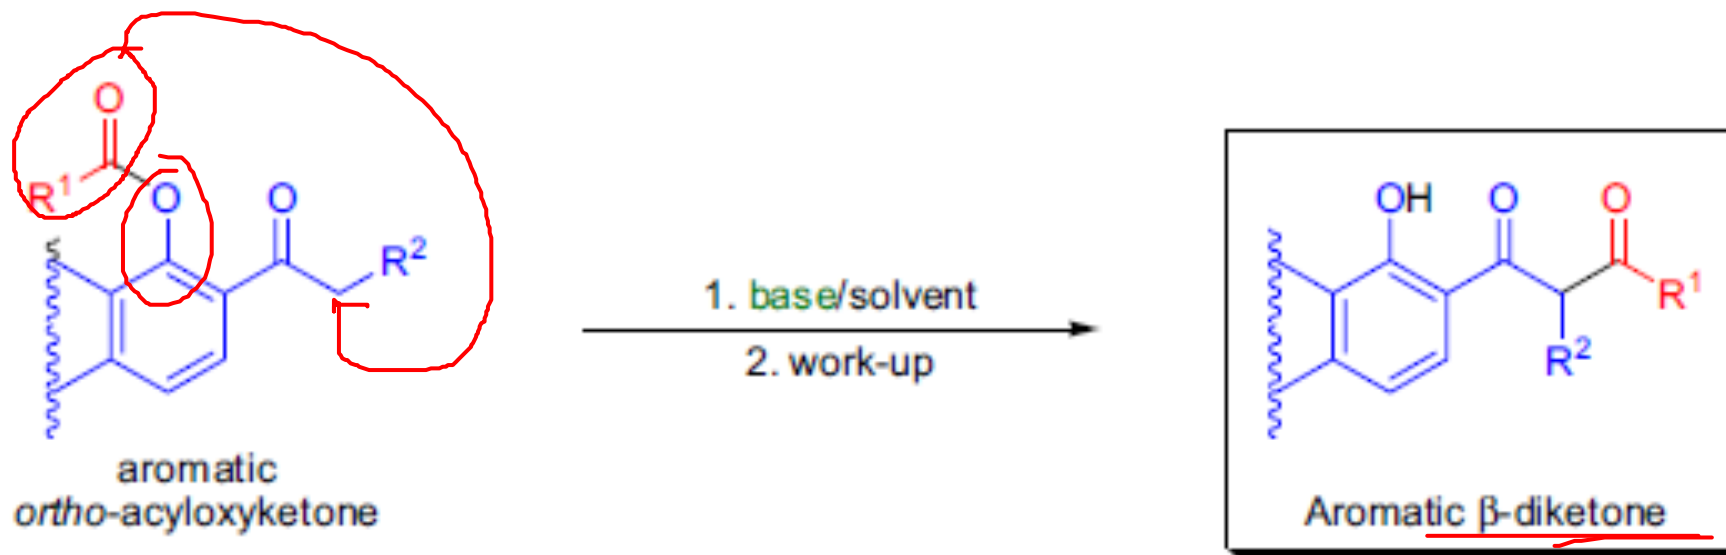 O
R¹
O
O
R²
1. base/solvent
2. work-up
OH
O
O
R¹
R²
aromatic
ortho-acyloxyketone
Aromatic β-diketone